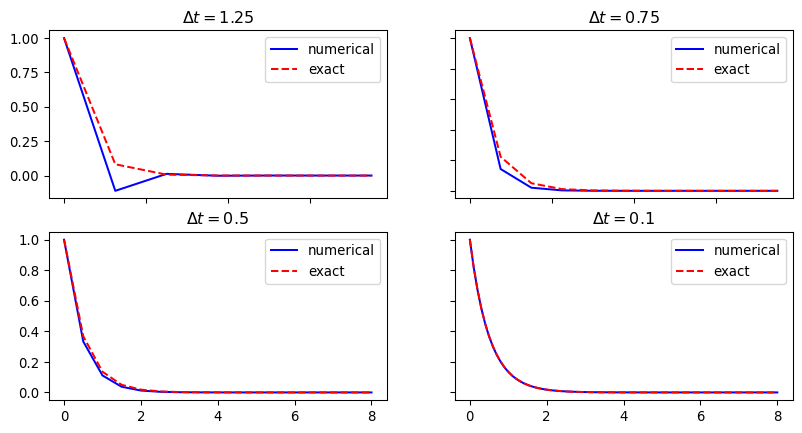 Δt = 1.25
1.00
0.75
0.50
0.25
0.00
numerical
exact
Δt = 0.75
numerical
exact
Δt = 0.5
1.0
0.8
0.6
0.4
0.2
0.0
0 2 4 6 8
numerical
exact
Δt = 0.1
0 2 4 6 8
numerical
exact